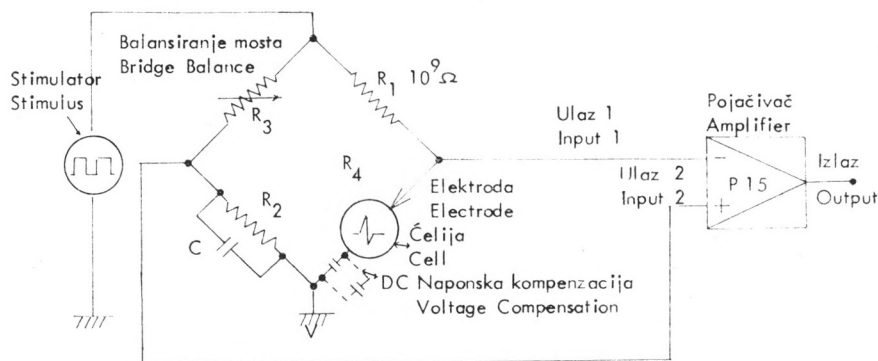 Balansiranje mosta
Bridge Balance
Stimulator
Stimulus
R3
R1 10⁹Ω
R4
R2
C
Elektroda
Electrode
Ćelija
Cell
DC Naponska kompenzacija
Voltage Compensation
Ulaz 1
Input 1
Ulaz 2
Input 2
Pojačivač
Amplifier
−
P 15
+
Izlaz
Output